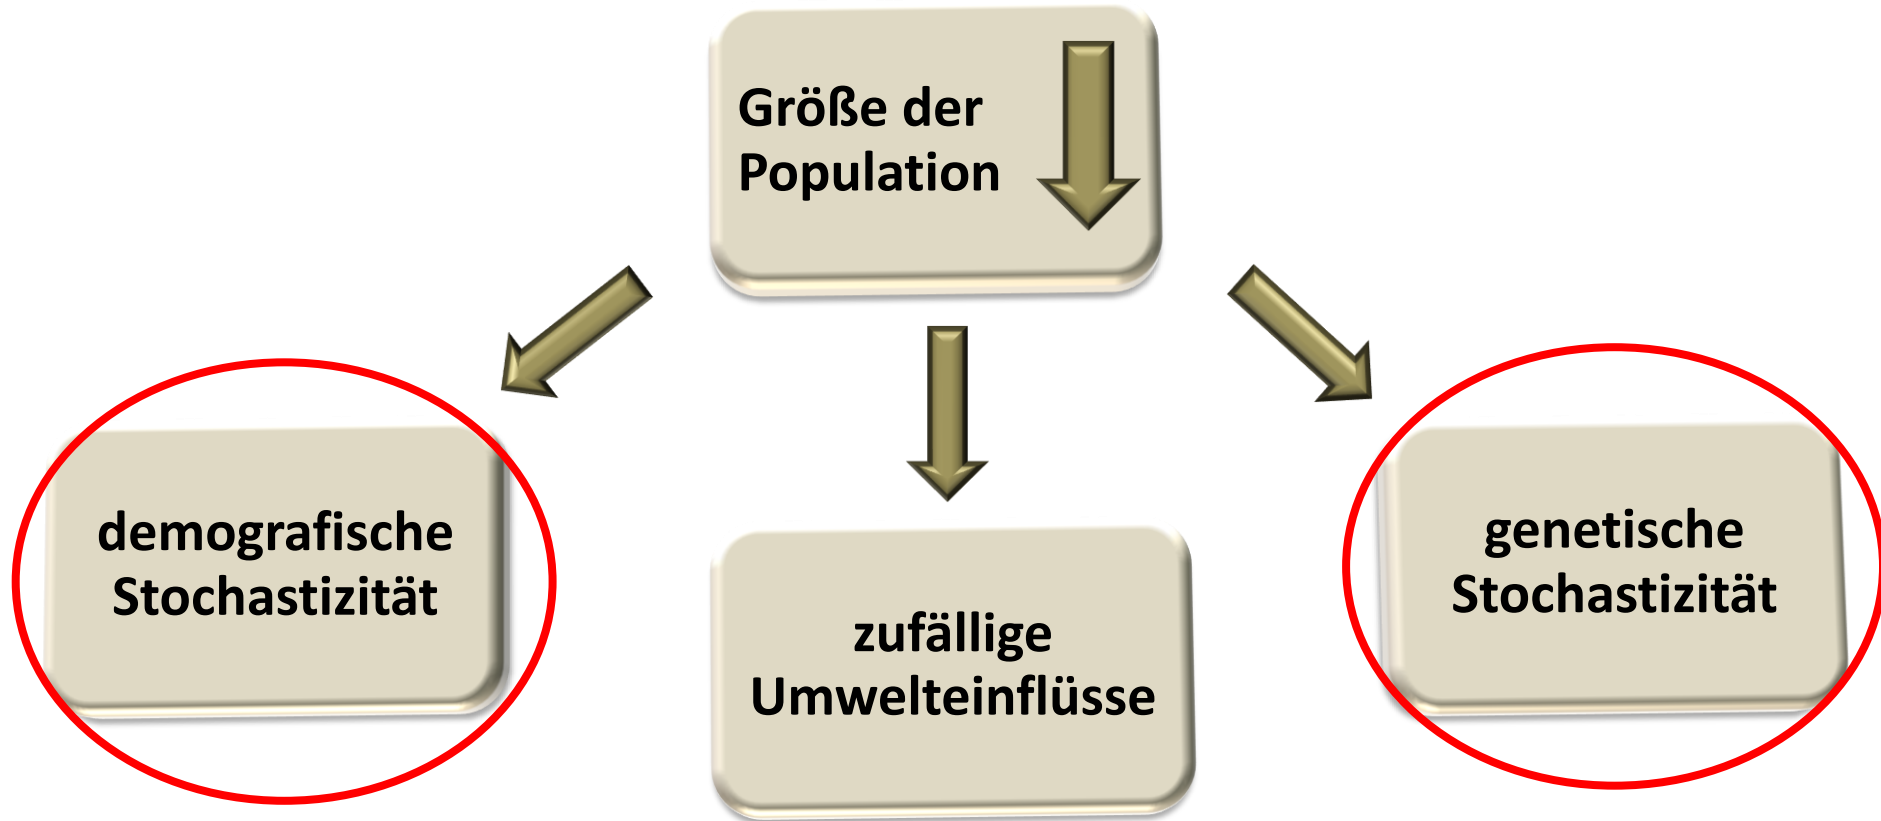 Größe der
Population
demografische
Stochastizität
zufällige
Umwelteinflüsse
genetische
Stochastizität